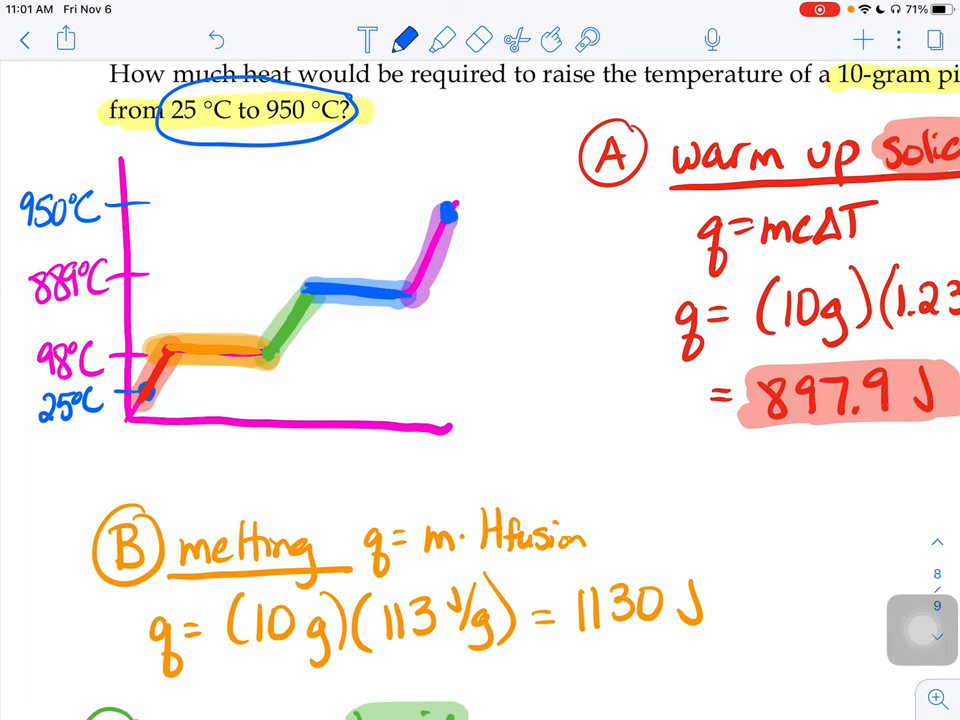 11:01 AM Fri Nov 6
71%
T
How much heat would be required to raise the temperature of a 10-gram pi
from 25 °C to 950 °C?
A warm up solid
950°C
q=mcΔT
889°C
q= (10g)(1.23
98°C
25°C
= 897.9 J
B melting q= m· Hfusion
q= (10g)(113 J/g) = 1130 J
8
/
9